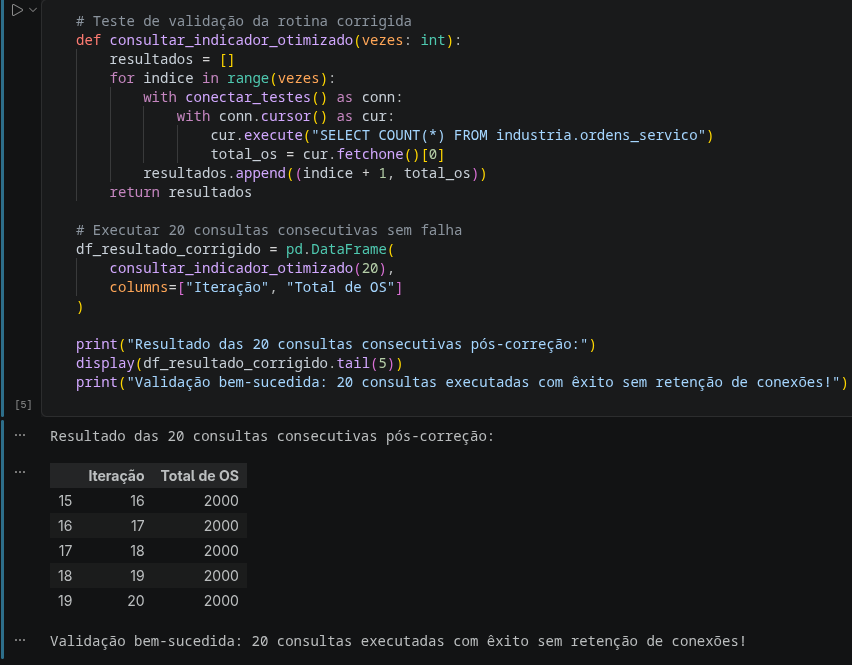 # Teste de validação da rotina corrigida
def consultar_indicador_otimizado(vezes: int):
    resultados = []
    for indice in range(vezes):
        with conectar_testes() as conn:
            with conn.cursor() as cur:
                cur.execute("SELECT COUNT(*) FROM industria.ordens_servico")
                total_os = cur.fetchone()[0]
        resultados.append((indice + 1, total_os))
    return resultados
# Executar 20 consultas consecutivas sem falha
df_resultado_corrigido = pd.DataFrame(
    consultar_indicador_otimizado(20),
    columns=["Iteração", "Total de OS"]
)
print("Resultado das 20 consultas consecutivas pós-correção:")
display(df_resultado_corrigido.tail(5))
print("Validação bem-sucedida: 20 consultas executadas com êxito sem retenção de conexões!")
[5]
... Resultado das 20 consultas consecutivas pós-correção:
...
Iteração Total de OS
15 16 2000
16 17 2000
17 18 2000
18 19 2000
19 20 2000
... Validação bem-sucedida: 20 consultas executadas com êxito sem retenção de conexões!